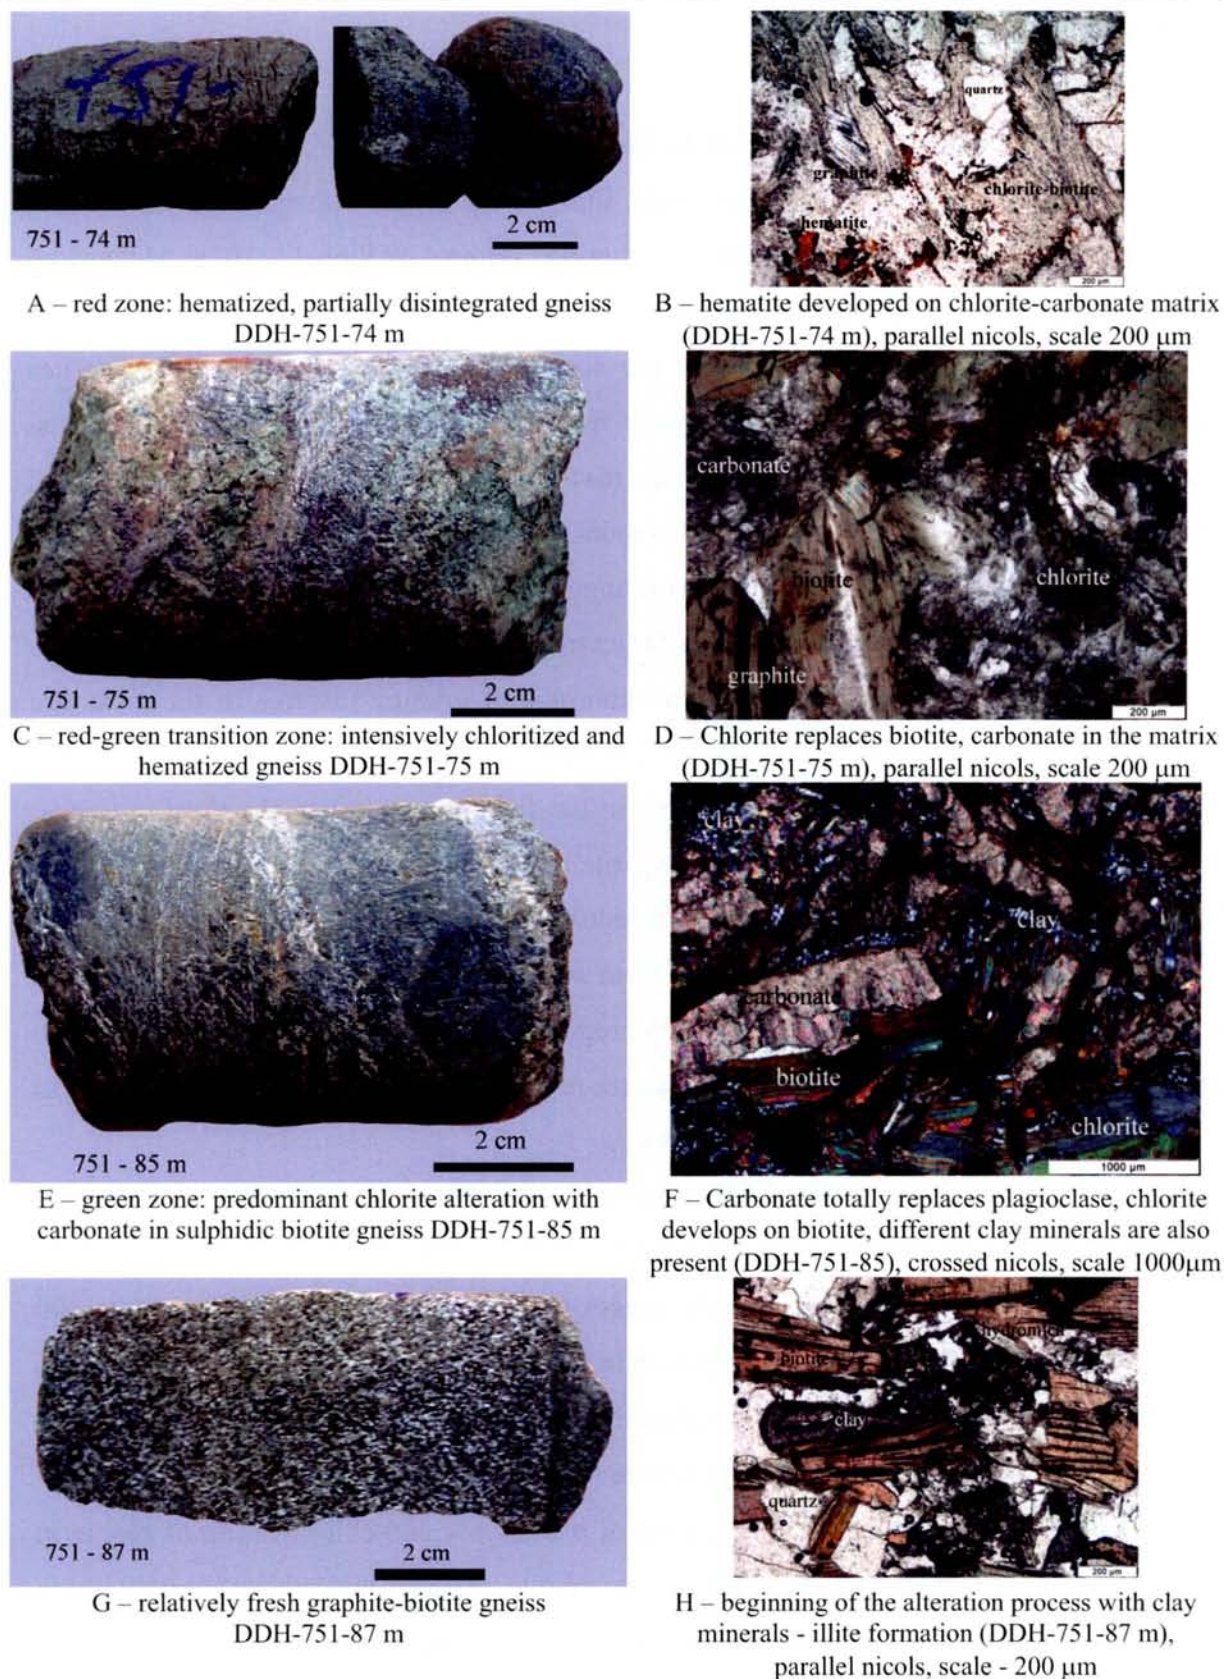 751-
751 - 74 m
2 cm
quartz
graphite
chlorite-biotite
hematite
200 µm
A – red zone: hematized, partially disintegrated gneiss
DDH-751-74 m
B – hematite developed on chlorite-carbonate matrix
(DDH-751-74 m), parallel nicols, scale 200 µm
751 - 75 m
2 cm
carbonate
biotite
chlorite
graphite
200 µm
C – red-green transition zone: intensively chloritized and
hematized gneiss DDH-751-75 m
D – Chlorite replaces biotite, carbonate in the matrix
(DDH-751-75 m), parallel nicols, scale 200 µm
751 - 85 m
2 cm
clay
clay
carbonate
biotite
chlorite
1000 µm
E – green zone: predominant chlorite alteration with
carbonate in sulphidic biotite gneiss DDH-751-85 m
F – Carbonate totally replaces plagioclase, chlorite
develops on biotite, different clay minerals are also
present (DDH-751-85), crossed nicols, scale 1000µm
751 - 87 m
2 cm
hydromica
biotite
clay
quartz
200 µm
G – relatively fresh graphite-biotite gneiss
DDH-751-87 m
H – beginning of the alteration process with clay
minerals - illite formation (DDH-751-87 m),
parallel nicols, scale - 200 µm